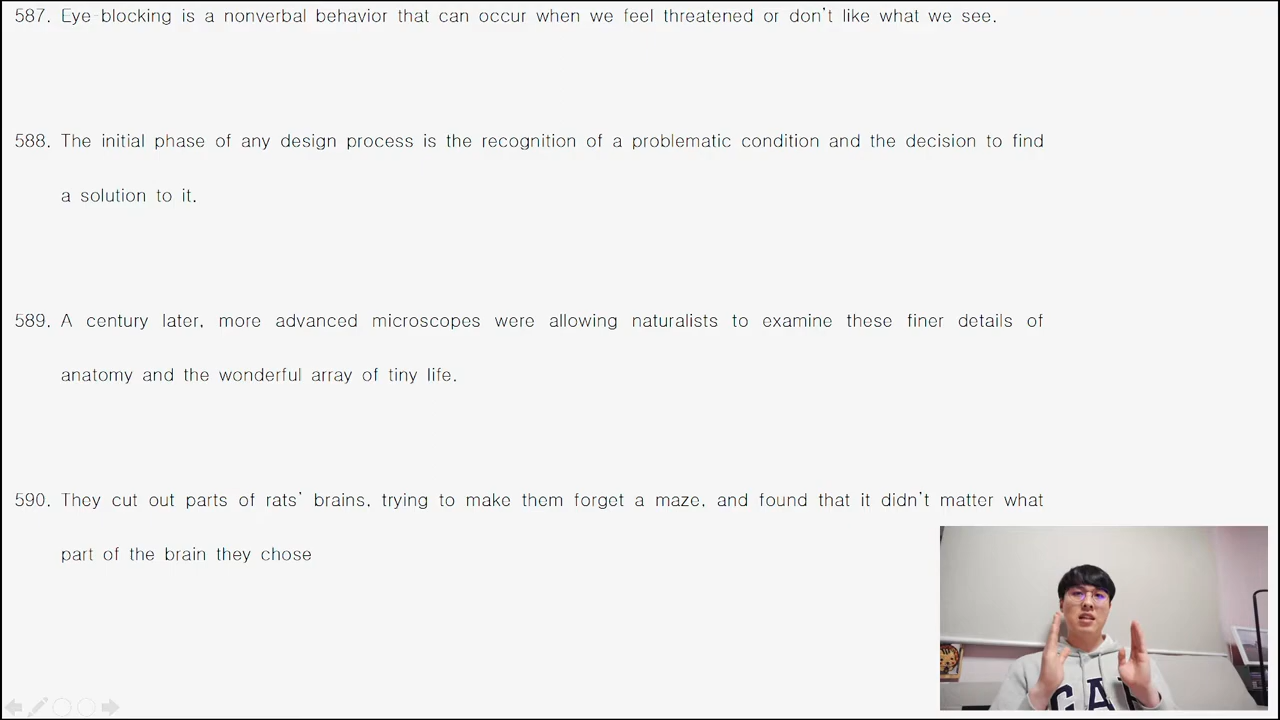 587. Eye-blocking is a nonverbal behavior that can occur when we feel threatened or don't like what we see.
588. The initial phase of any design process is the recognition of a problematic condition and the decision to find
a solution to it.
589. A century later, more advanced microscopes were allowing naturalists to examine these finer details of
anatomy and the wonderful array of tiny life.
590. They cut out parts of rats' brains, trying to make them forget a maze, and found that it didn't matter what
part of the brain they chose
GAP